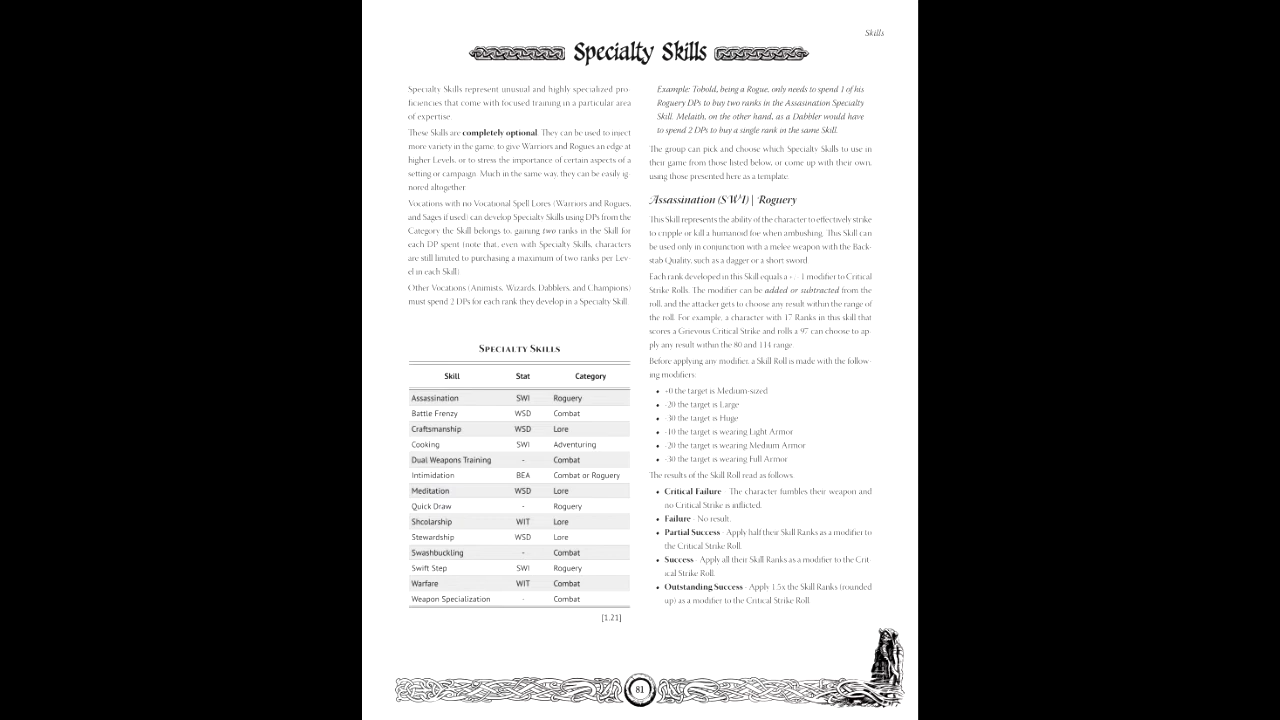 Skills
Specialty Skills
Specialty Skills represent unusual and highly specialized pro-
ficiencies that come with focused training in a particular area
of expertise.
These Skills are completely optional. They can be used to inject
more variety in the game, to give Warriors and Rogues an edge at
higher Levels, or to stress the importance of certain aspects of a
setting or campaign. Much in the same way, they can be easily ig-
nored altogether.
Vocations with no Vocational Spell Lores (Warriors and Rogues,
and Sages if used) can develop Specialty Skills using DPs from the
Category the Skill belongs to, gaining two ranks in the Skill for
each DP spent (note that, even with Specialty Skills, characters
are still limited to purchasing a maximum of two ranks per Lev-
el in each Skill).
Other Vocations (Animists, Wizards, Dabblers, and Champions)
must spend 2 DPs for each rank they develop in a Specialty Skill.
Specialty Skills
Skill Stat Category
Assassination SWI Roguery
Battle Frenzy WSD Combat
Craftsmanship WSD Lore
Cooking SWI Adventuring
Dual Weapons Training - Combat
Intimidation BEA Combat or Roguery
Meditation WSD Lore
Quick Draw - Roguery
Shcolarship WIT Lore
Stewardship WSD Lore
Swashbuckling - Combat
Swift Step SWI Roguery
Warfare WIT Combat
Weapon Specialization - Combat
[1.21]
Example: Tobold, being a Rogue, only needs to spend 1 of his
Roguery DPs to buy two ranks in the Assasination Specialty
Skill. Melaith, on the other hand, as a Dabbler would have
to spend 2 DPs to buy a single rank in the same Skill.
The group can pick and choose which Specialty Skills to use in
their game from those listed below, or come up with their own,
using those presented here as a template.
Assassination (SWI) | Roguery
This Skill represents the ability of the character to effectively strike
to cripple or kill a humanoid foe when ambushing. This Skill can
be used only in conjunction with a melee weapon with the Back-
stab Quality, such as a dagger or a short sword.
Each rank developed in this Skill equals a +/- 1 modifier to Critical
Strike Rolls. The modifier can be added or subtracted from the
roll, and the attacker gets to choose any result within the range of
the roll. For example, a character with 17 Ranks in this skill that
scores a Grievous Critical Strike and rolls a 97 can choose to ap-
ply any result within the 80 and 114 range.
Before applying any modifier, a Skill Roll is made with the follow-
ing modifiers:
• +0 the target is Medium-sized
• -20 the target is Large
• -30 the target is Huge
• -10 the target is wearing Light Armor
• -20 the target is wearing Medium Armor
• -30 the target is wearing Full Armor
The results of the Skill Roll read as follows:
• Critical Failure - The character fumbles their weapon and
no Critical Strike is inflicted.
• Failure - No result.
• Partial Success - Apply half their Skill Ranks as a modifier to
the Critical Strike Roll.
• Success - Apply all their Skill Ranks as a modifier to the Crit-
ical Strike Roll.
• Outstanding Success - Apply 1.5x the Skill Ranks (rounded
up) as a modifier to the Critical Strike Roll.
81